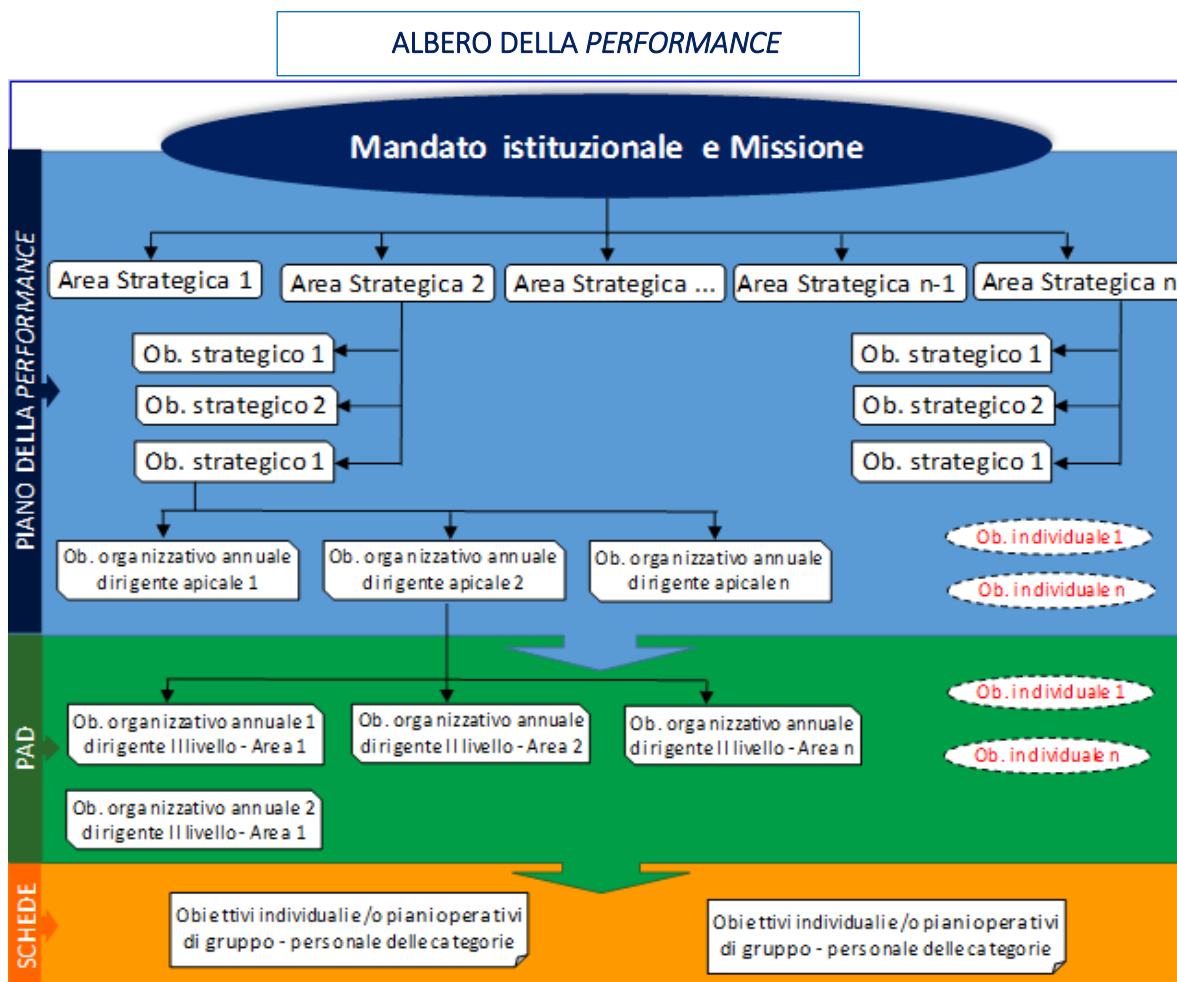 ALBERO DELLA PERFORMANCE
Mandato istituzionale e Missione
PIANO DELLA PERFORMANCE
Area Strategica 1
Area Strategica 2
Area Strategica ...
Area Strategica n-1
Area Strategica n
Ob. strategico 1
Ob. strategico 2
Ob. strategico 1
Ob. strategico 1
Ob. strategico 2
Ob. strategico 1
Ob. organizzativo annuale
dirigente apicale 1
Ob. organizzativo annuale
dirigente apicale 2
Ob. organizzativo annuale
dirigente apicale n
Ob. individuale 1
Ob. individuale n
PAD
Ob. organizzativo annuale 1
dirigente II livello - Area 1
Ob. organizzativo annuale
dirigente II livello - Area 2
Ob. organizzativo annuale
dirigente II livello - Area n
Ob. organizzativo annuale 2
dirigente II livello - Area 1
Ob. individuale 1
Ob. individuale n
SCHEDE
Obiettivi individuali e/o piani operativi
di gruppo - personale delle categorie
Obiettivi individuali e/o piani operativi
di gruppo - personale delle categorie